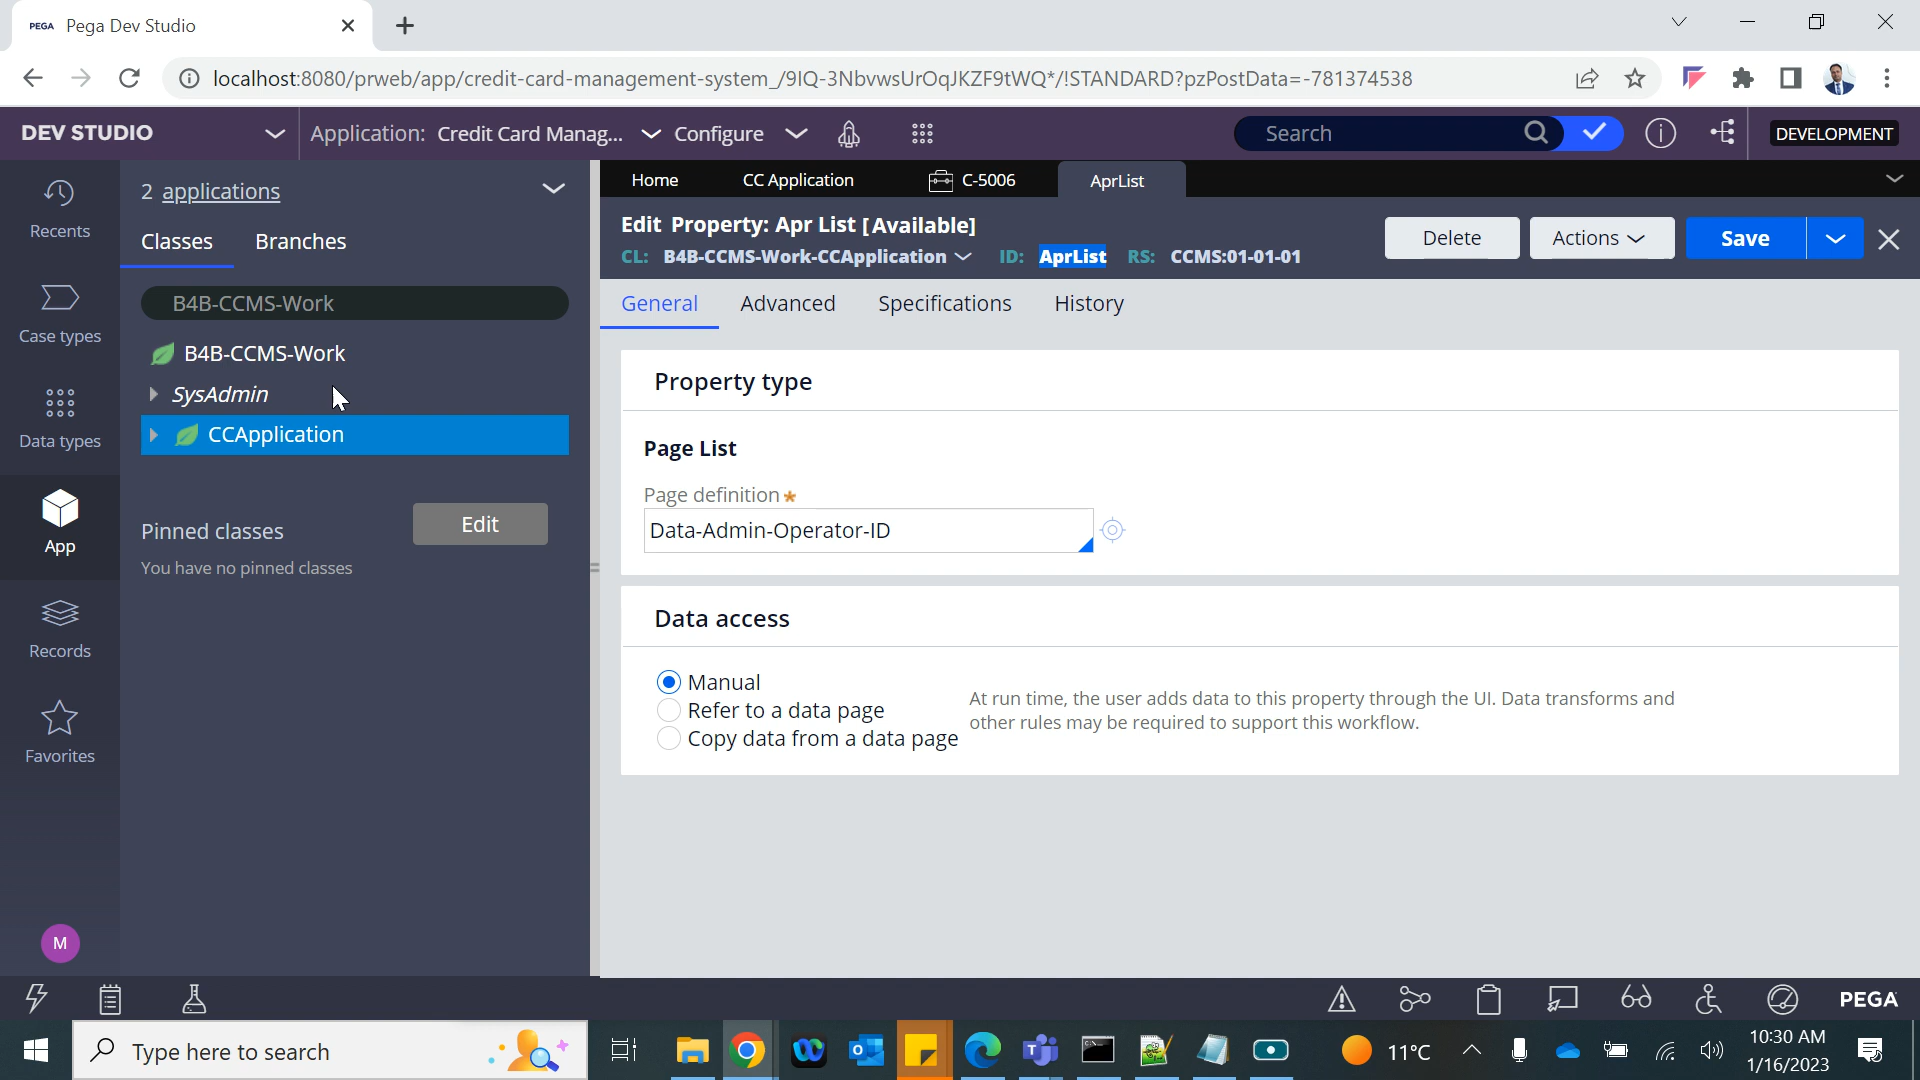 PEGA Pega Dev Studio
localhost:8080/prweb/app/credit-card-management-system_/9IQ-3NbvwsUrOqJKZF9tWQ*/!STANDARD?pzPostData=-781374538
DEV STUDIO
Application: Credit Card Manag...
Configure
Search
DEVELOPMENT
Recents
Case types
Data types
App
Records
Favorites
M
2 applications
Classes
Branches
B4B-CCMS-Work
B4B-CCMS-Work
SysAdmin
CCApplication
Pinned classes
Edit
You have no pinned classes
Home
CC Application
C-5006
AprList
Edit Property: Apr List [Available]
CL: B4B-CCMS-Work-CCApplication ID: AprList RS: CCMS:01-01-01
Delete
Actions
Save
General
Advanced
Specifications
History
Property type
Page List
Page definition *
Data-Admin-Operator-ID
Data access
Manual
Refer to a data page
Copy data from a data page
At run time, the user adds data to this property through the UI. Data transforms and
other rules may be required to support this workflow.
PEGA
Type here to search
11°C
10:30 AM
1/16/2023